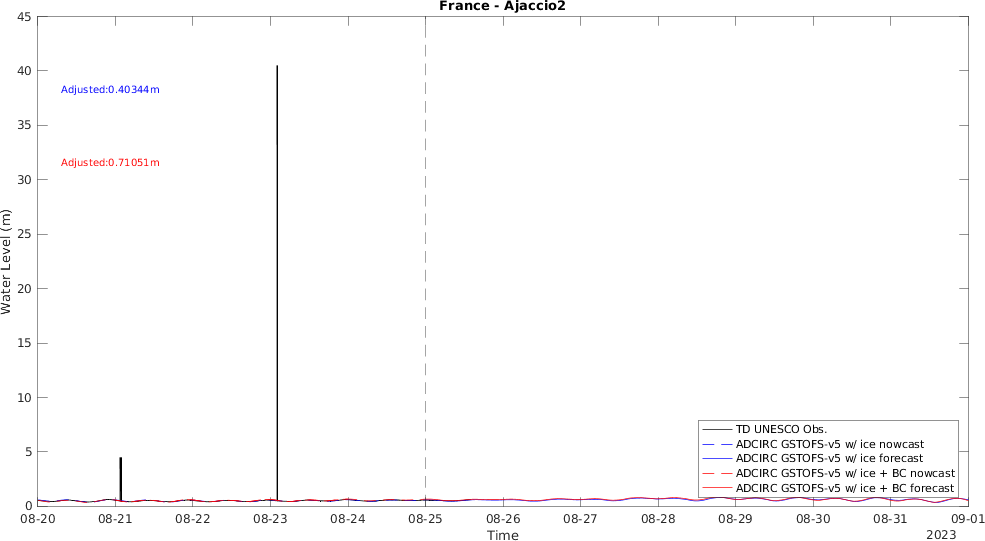 France - Ajaccio2
45
40
35
30
25
20
15
10
5
0
Water Level (m)
Adjusted:0.40344m
Adjusted:0.71051m
TD UNESCO Obs.
ADCIRC GSTOFS-v5 w/ ice nowcast
ADCIRC GSTOFS-v5 w/ ice forecast
ADCIRC GSTOFS-v5 w/ ice + BC nowcast
ADCIRC GSTOFS-v5 w/ ice + BC forecast
08-20 08-21 08-22 08-23 08-24 08-25 08-26 08-27 08-28 08-29 08-30 08-31 09-01
Time
2023